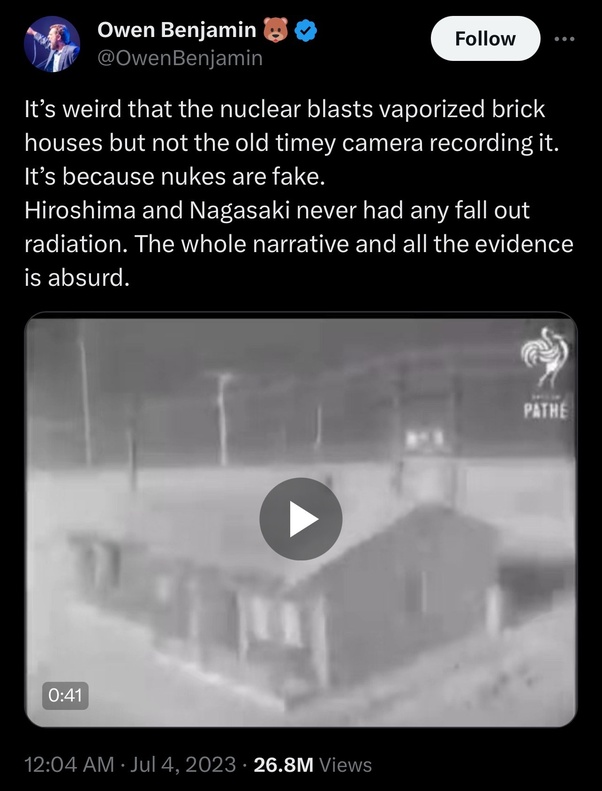 Owen Benjamin 🐻
@OwenBenjamin
Follow
It’s weird that the nuclear blasts vaporized brick
houses but not the old timey camera recording it.
It’s because nukes are fake.
Hiroshima and Nagasaki never had any fall out
radiation. The whole narrative and all the evidence
is absurd.
PATHÉ
0:41
12:04 AM · Jul 4, 2023 · 26.8M Views